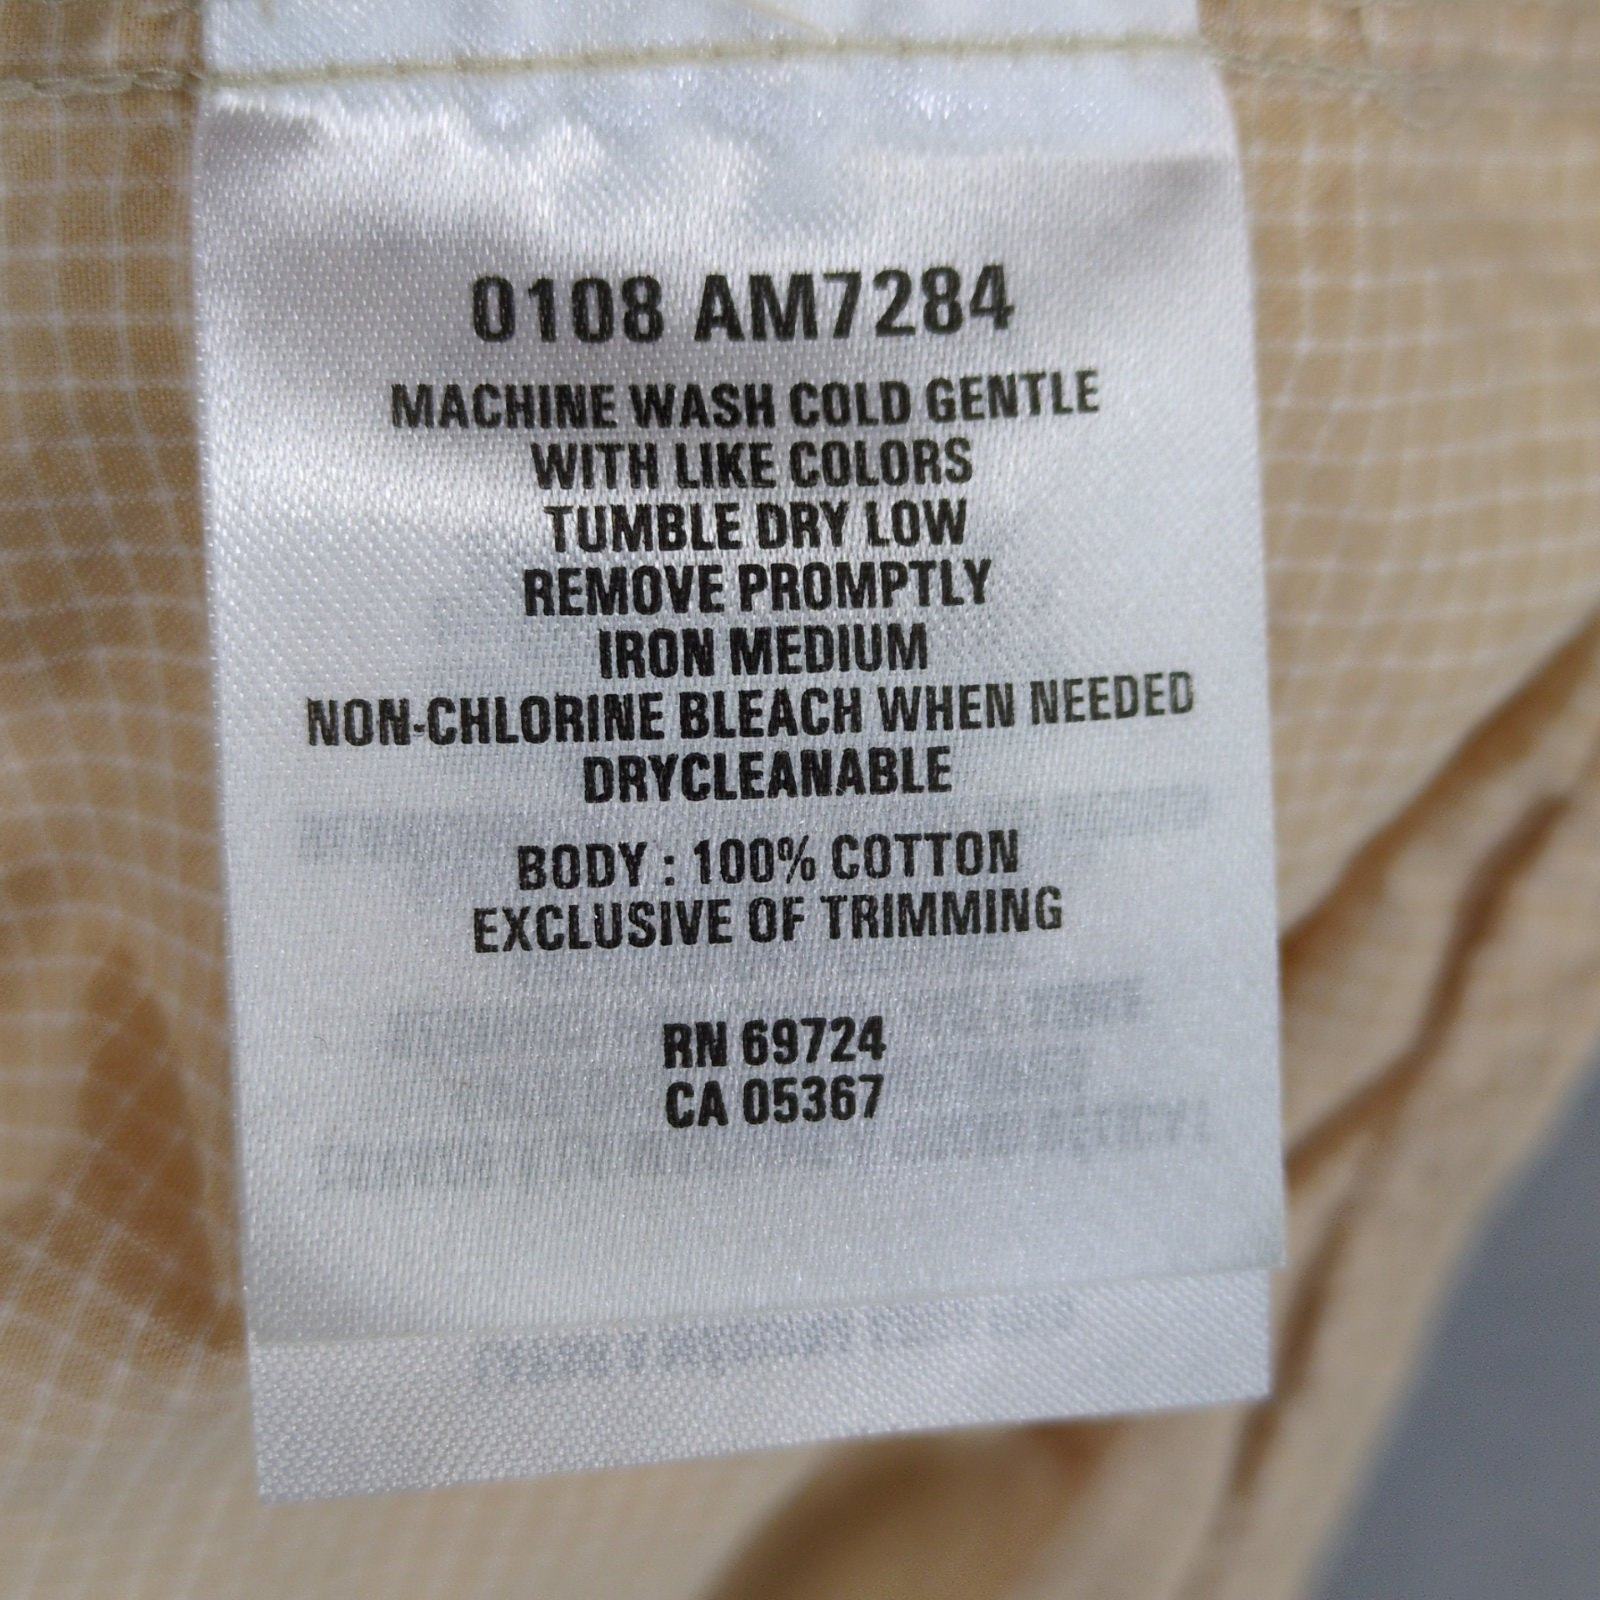 0108 AM7284
MACHINE WASH COLD GENTLE
WITH LIKE COLORS
TUMBLE DRY LOW
REMOVE PROMPTLY
IRON MEDIUM
NON-CHLORINE BLEACH WHEN NEEDED
DRYCLEANABLE
BODY : 100% COTTON
EXCLUSIVE OF TRIMMING
RN 69724
CA 05367